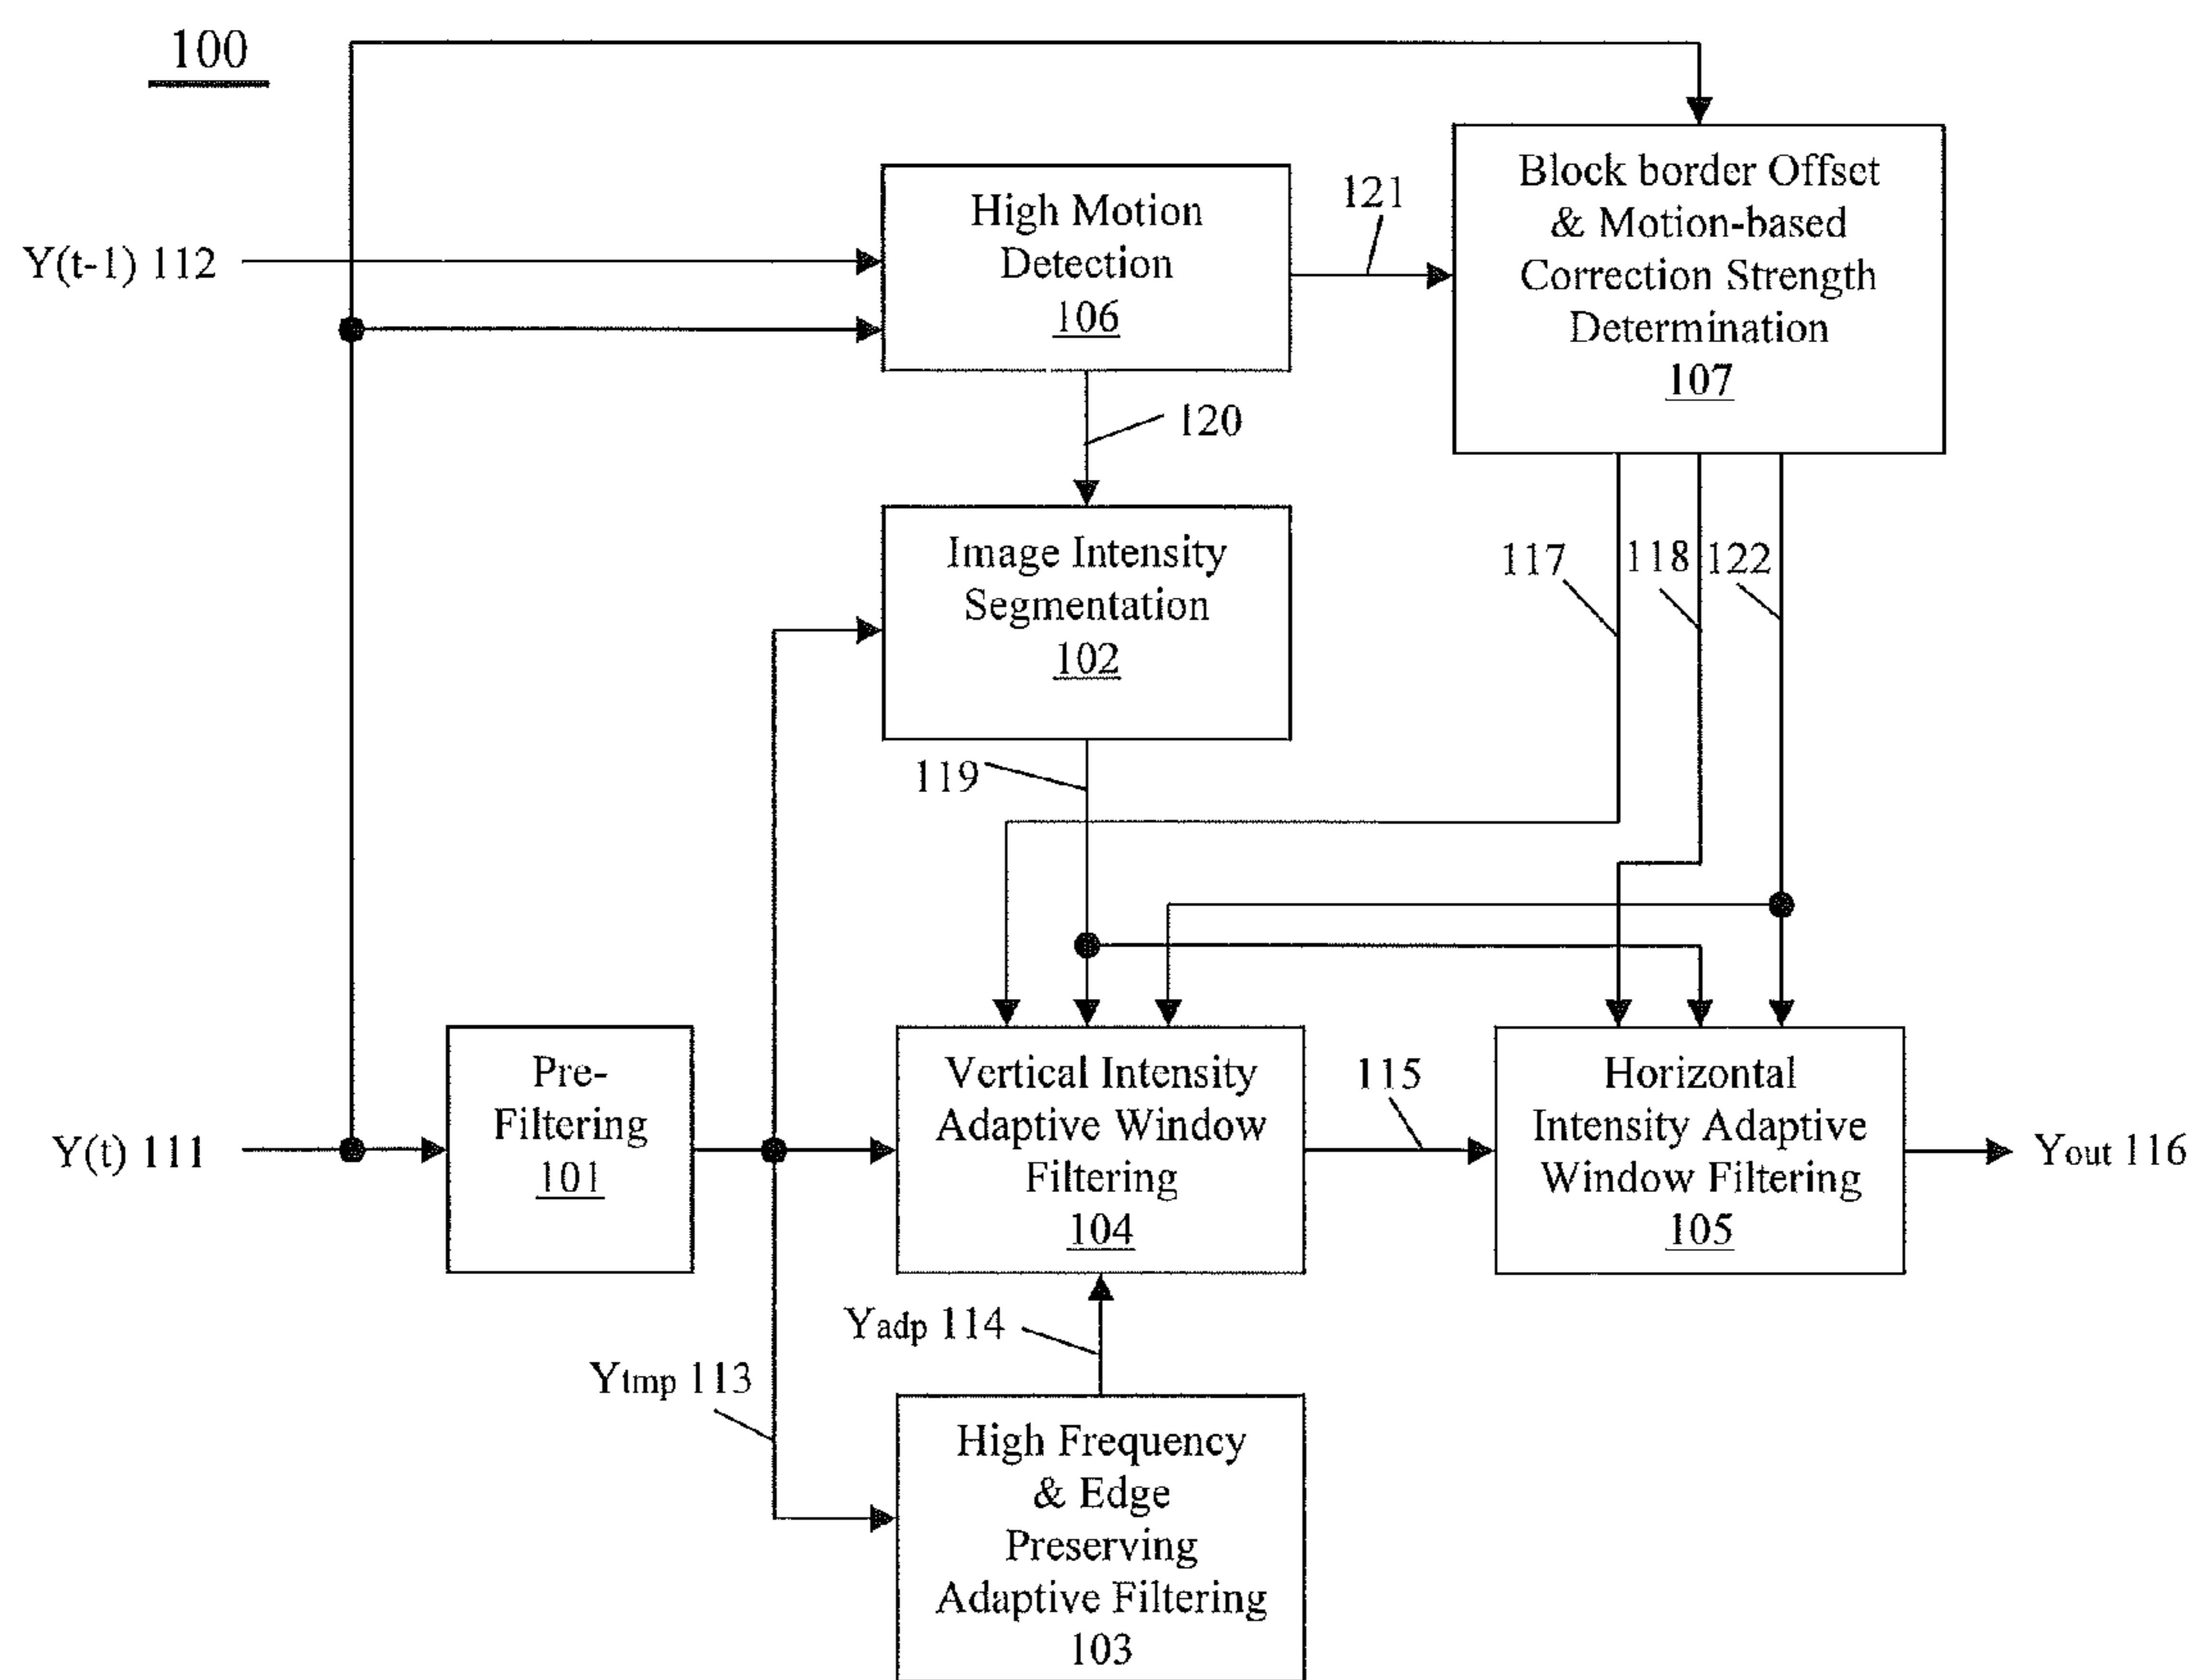 100
Y(t-1) 112
High Motion
Detection
106
121
Block border Offset
& Motion-based
Correction Strength
Determination
107
120
Image Intensity
Segmentation
102
117
118
122
119
Y(t) 111
Pre-
Filtering
101
Vertical Intensity
Adaptive Window
Filtering
104
115
Horizontal
Intensity Adaptive
Window Filtering
105
Yout 116
Yadp 114
Ytmp 113
High Frequency
& Edge
Preserving
Adaptive Filtering
103